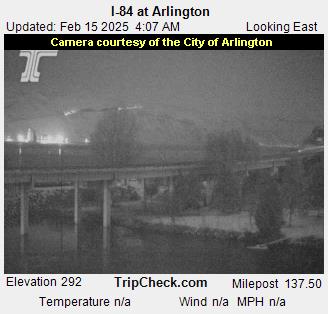 I-84 at Arlington
Updated: Feb 15 2025 4:07 AM Looking East
Camera courtesy of the City of Arlington
Elevation 292 TripCheck.com Milepost 137.50
Temperature n/a Wind n/a MPH n/a